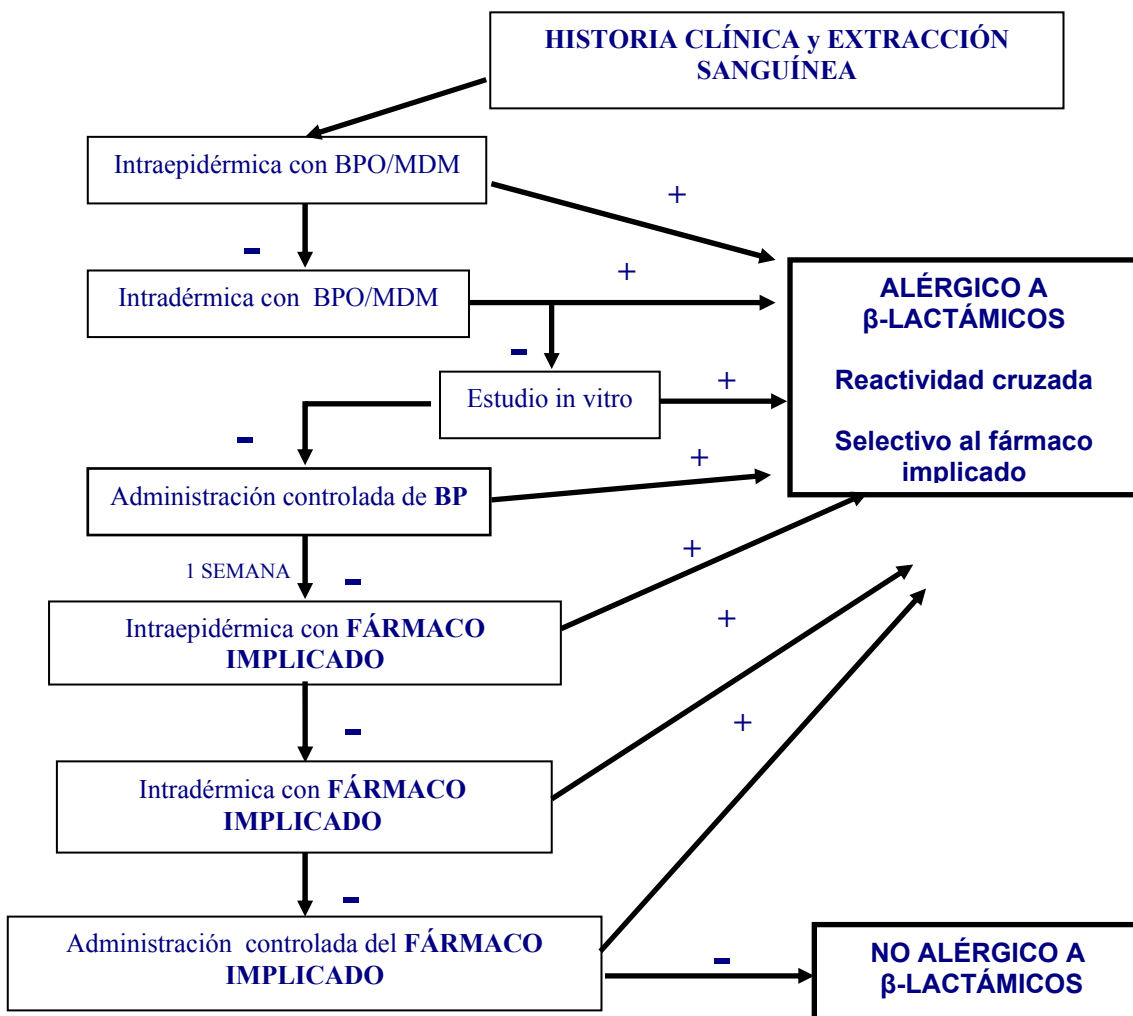 HISTORIA CLÍNICA y EXTRACCIÓN
SANGUÍNEA
Intraepidérmica con BPO/MDM
+
-
Intradérmica con BPO/MDM
+
-
Estudio in vitro
+
-
ALÉRGICO A
β-LACTÁMICOS
Reactividad cruzada
Selectivo al fármaco
implicado
Administración controlada de BP
+
1 SEMANA
-
Intraepidérmica con FÁRMACO
IMPLICADO
+
-
Intradérmica con FÁRMACO
IMPLICADO
+
-
Administración controlada del FÁRMACO
IMPLICADO
+
-
NO ALÉRGICO A
β-LACTÁMICOS